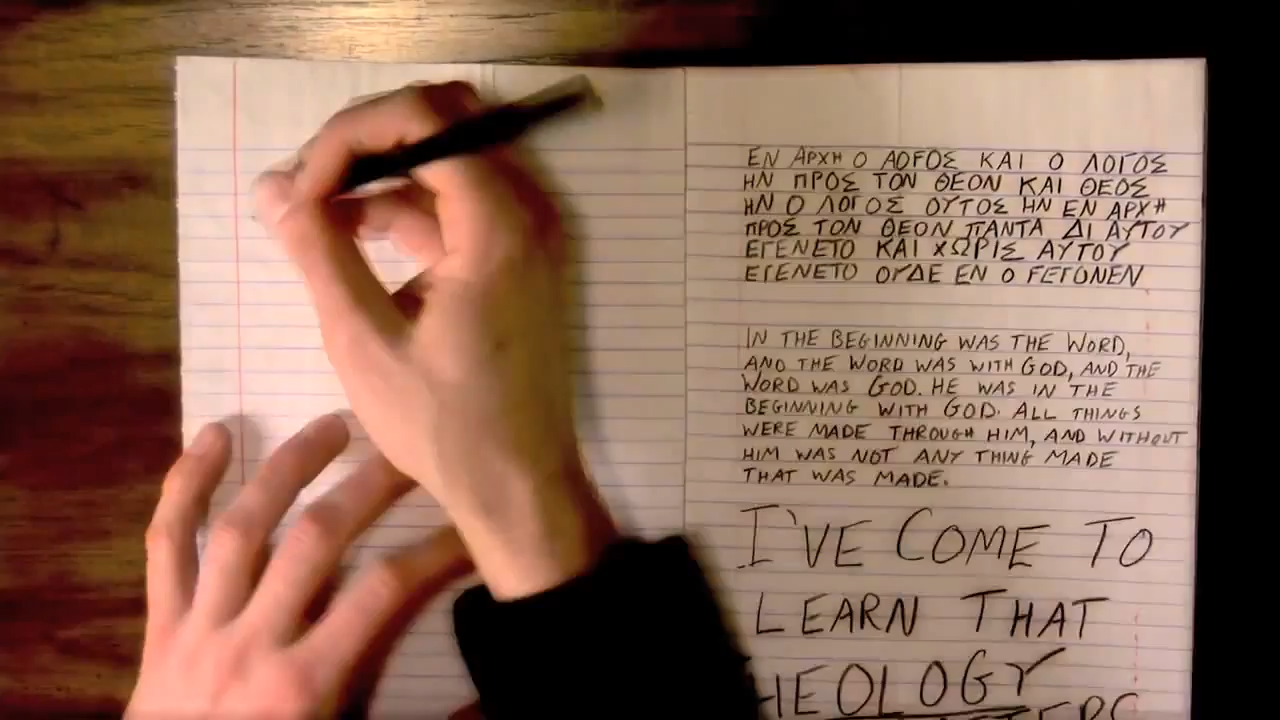 ΕΝ ΑΡΧΗ Ο ΛΟΓΟΣ ΚΑΙ Ο ΛΟΓΟΣ
ΗΝ ΠΡΟΣ ΤΟΝ ΘΕΟΝ ΚΑΙ ΘΕΟΣ
ΗΝ Ο ΛΟΓΟΣ ΟΥΤΟΣ ΗΝ ΕΝ ΑΡΧΗ
ΠΡΟΣ ΤΟΝ ΘΕΟΝ ΠΑΝΤΑ ΔΙ ΑΥΤΟΥ
ΕΓΕΝΕΤΟ ΚΑΙ ΧΩΡΙΣ ΑΥΤΟΥ
ΕΓΕΝΕΤΟ ΟΥΔΕ ΕΝ Ο ΓΕΓΟΝΕΝ
IN THE BEGINNING WAS THE WORD,
AND THE WORD WAS WITH GOD, AND THE
WORD WAS GOD. HE WAS IN THE
BEGINNING WITH GOD. ALL THINGS
WERE MADE THROUGH HIM, AND WITHOUT
HIM WAS NOT ANY THING MADE
THAT WAS MADE.
I'VE COME TO
LEARN THAT
HEOLOGY